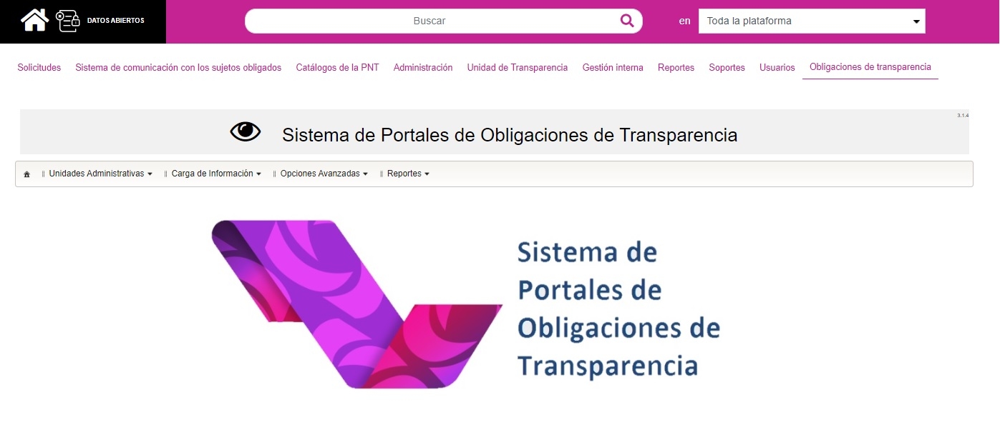 DATOS ABIERTOS
Buscar
en
Toda la plataforma
Solicitudes
Sistema de comunicación con los sujetos obligados
Catálogos de la PNT
Administración
Unidad de Transparencia
Gestión interna
Reportes
Soportes
Usuarios
Obligaciones de transparencia
3.1.4
Sistema de Portales de Obligaciones de Transparencia
Unidades Administrativas
Carga de Información
Opciones Avanzadas
Reportes
Sistema de
Portales de
Obligaciones de
Transparencia